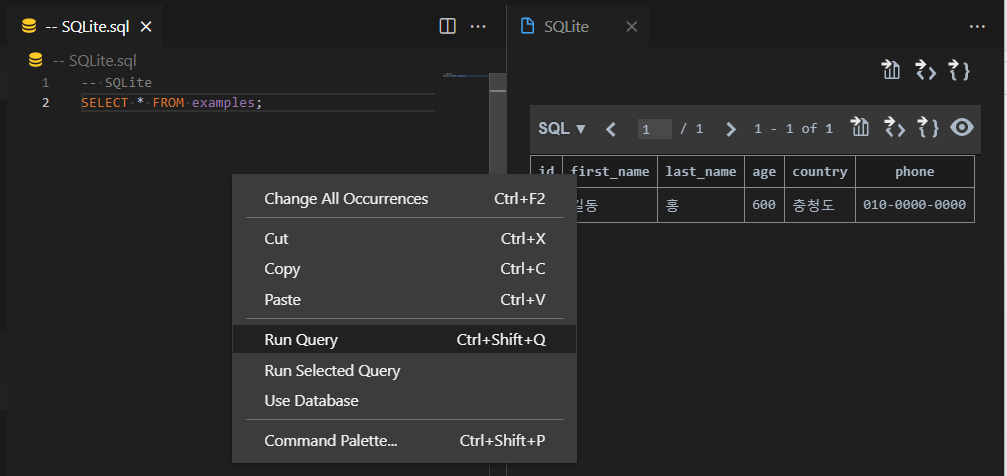 -- SQLite.sql
-- SQLite.sql
1 -- SQLite
2 SELECT * FROM examples;
Change All Occurrences Ctrl+F2
Cut Ctrl+X
Copy Ctrl+C
Paste Ctrl+V
Run Query Ctrl+Shift+Q
Run Selected Query
Use Database
Command Palette... Ctrl+Shift+P
SQLite
SQL ▼ 1 / 1 1 - 1 of 1
id first_name last_name age country phone
길동 홍 600 충청도 010-0000-0000